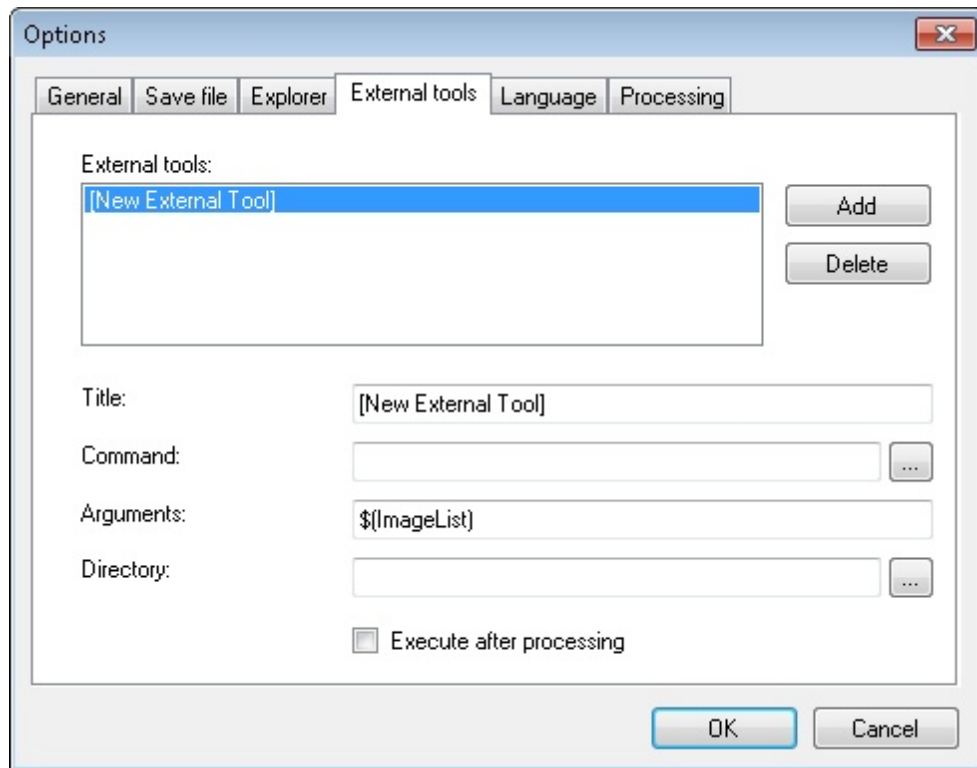 Options
General Save file Explorer External tools Language Processing
External tools:
[New External Tool]
Add
Delete
Title:
[New External Tool]
Command:
...
Arguments:
$(ImageList)
Directory:
...
Execute after processing
OK Cancel